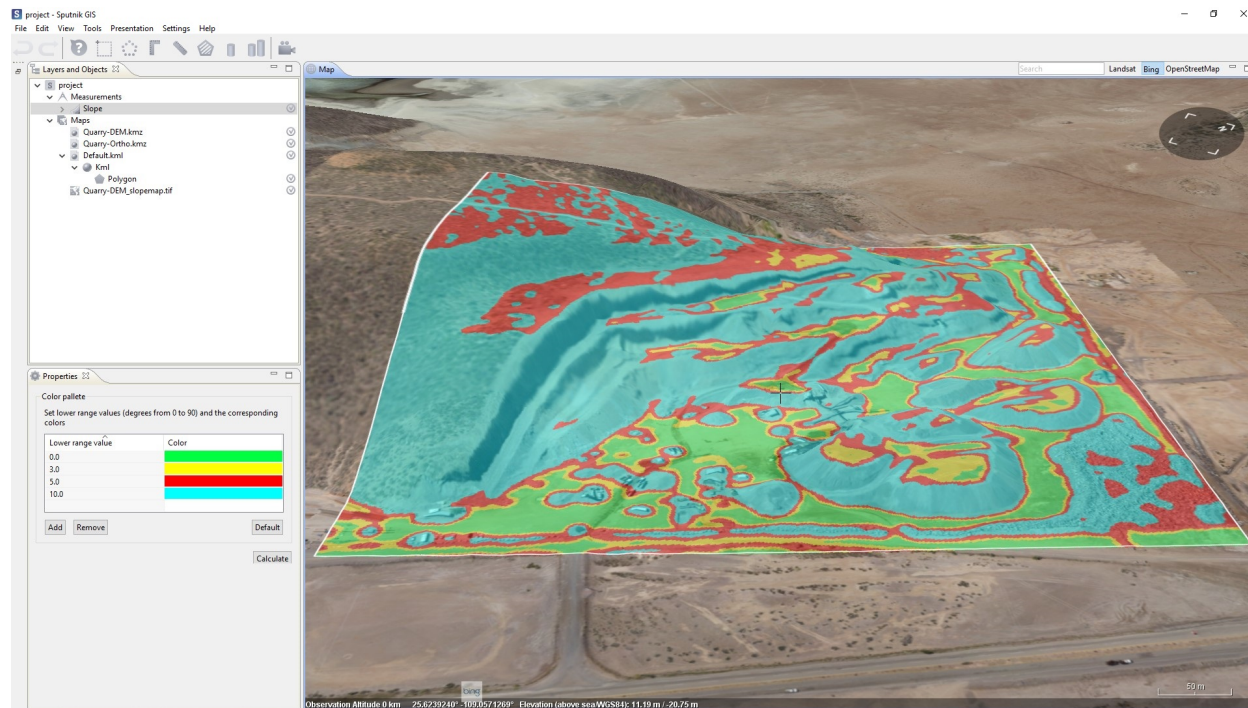 S project - Sputnik GIS
File Edit View Tools Presentation Settings Help
Layers and Objects
S project
Measurements
Slope
Maps
Quarry-DEM.kmz
Quarry-Ortho.kmz
Default.kml
Kml
Polygon
Quarry-DEM_slopemap.tif
Properties
Color pallete
Set lower range values (degrees from 0 to 90) and the corresponding
colors
Lower range value Color
0.0
3.0
5.0
10.0
Add Remove Default
Calculate
Map Search Landsat Bing OpenStreetMap
N
bing
50 m
Observation Altitude 0 km 25.6239240° -109.0571269° Elevation (above sea/WGS84): 11.19 m / -20.75 m